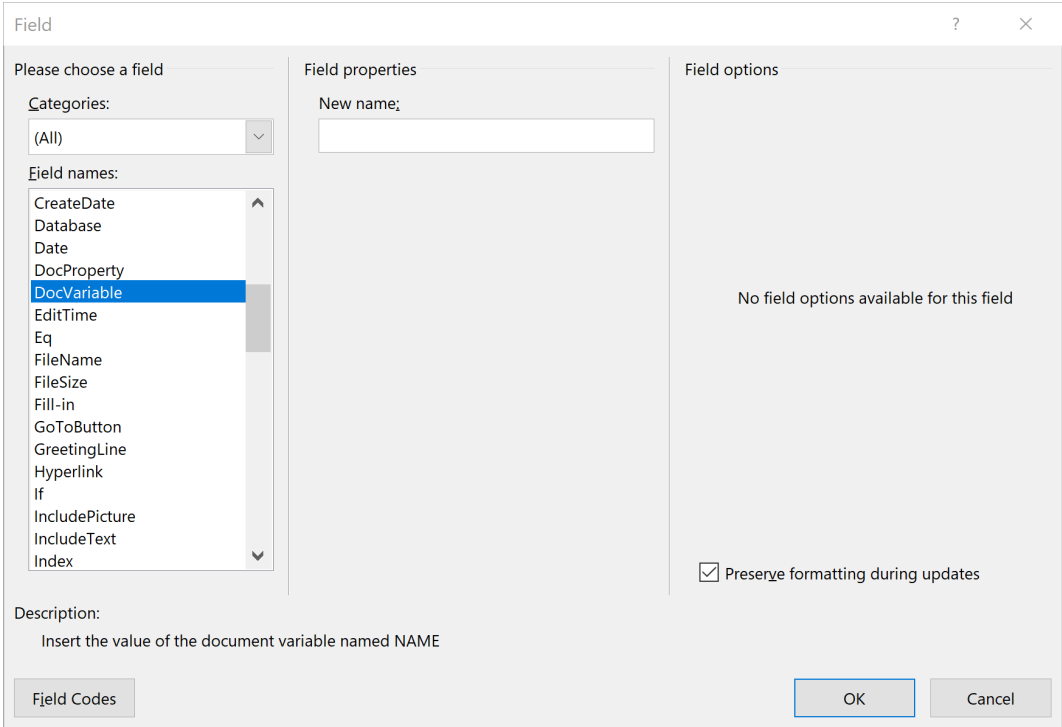 Field
?
Please choose a field
Categories:
(All)
Field names:
CreateDate
Database
Date
DocProperty
DocVariable
EditTime
Eq
FileName
FileSize
Fill-in
GoToButton
GreetingLine
Hyperlink
If
IncludePicture
IncludeText
Index
Field properties
New name:
Field options
No field options available for this field
Preserve formatting during updates
Description:
Insert the value of the document variable named NAME
Field Codes
OK
Cancel